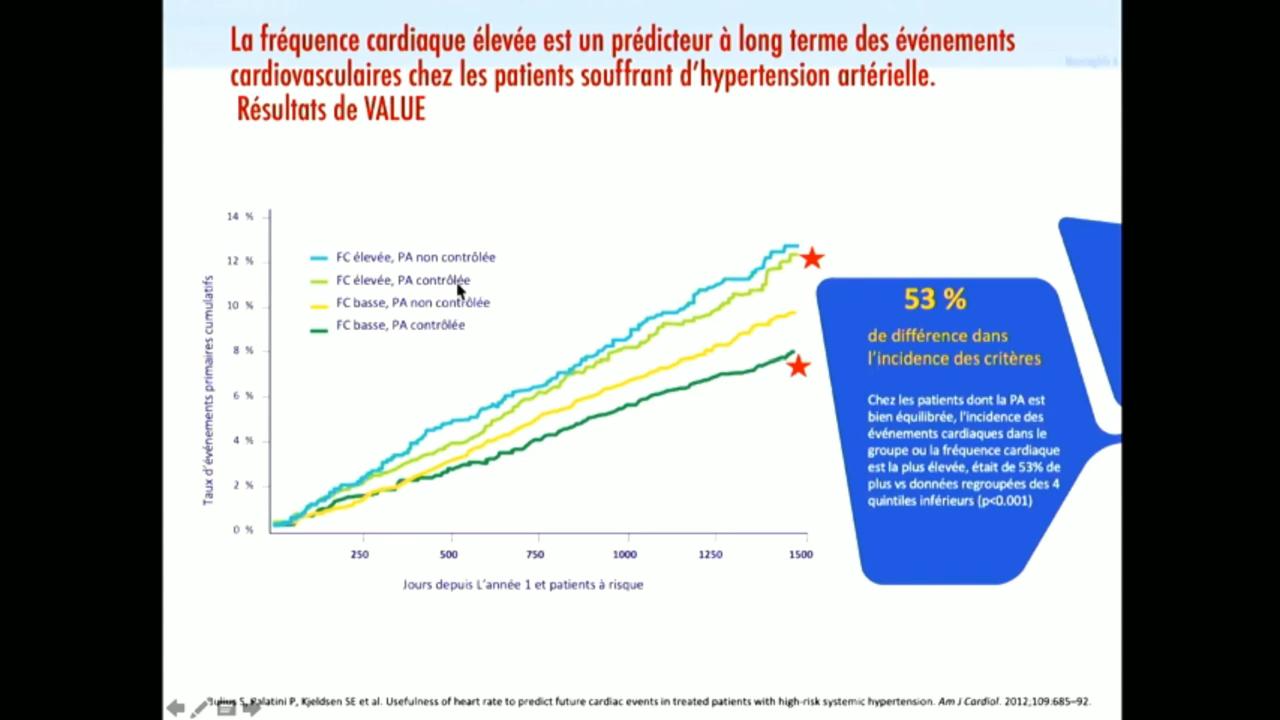 La fréquence cardiaque élevée est un prédicteur à long terme des événements
cardiovasculaires chez les patients souffrant d'hypertension artérielle.
Résultats de VALUE
14 %
12 %
10 %
8 %
6 %
4 %
2 %
0 %
Taux d'événements primaires cumulatifs
FC élevée, PA non contrôlée
FC élevée, PA contrôlée
FC basse, PA non contrôlée
FC basse, PA contrôlée
250 500 750 1000 1250 1500
Jours depuis L'année 1 et patients à risque
53 %
de différence dans
l'incidence des critères
Chez les patients dont la PA est
bien équilibrée, l'incidence des
événements cardiaques dans le
groupe ou la fréquence cardiaque
est la plus élevée, était de 53% de
plus vs données regroupées des 4
quintiles inférieurs (p<0.001)
Julius S, Palatini P, Kjeldsen SE et al. Usefulness of heart rate to predict future cardiac events in treated patients with high-risk systemic hypertension. Am J Cardiol. 2012;109:685–92.